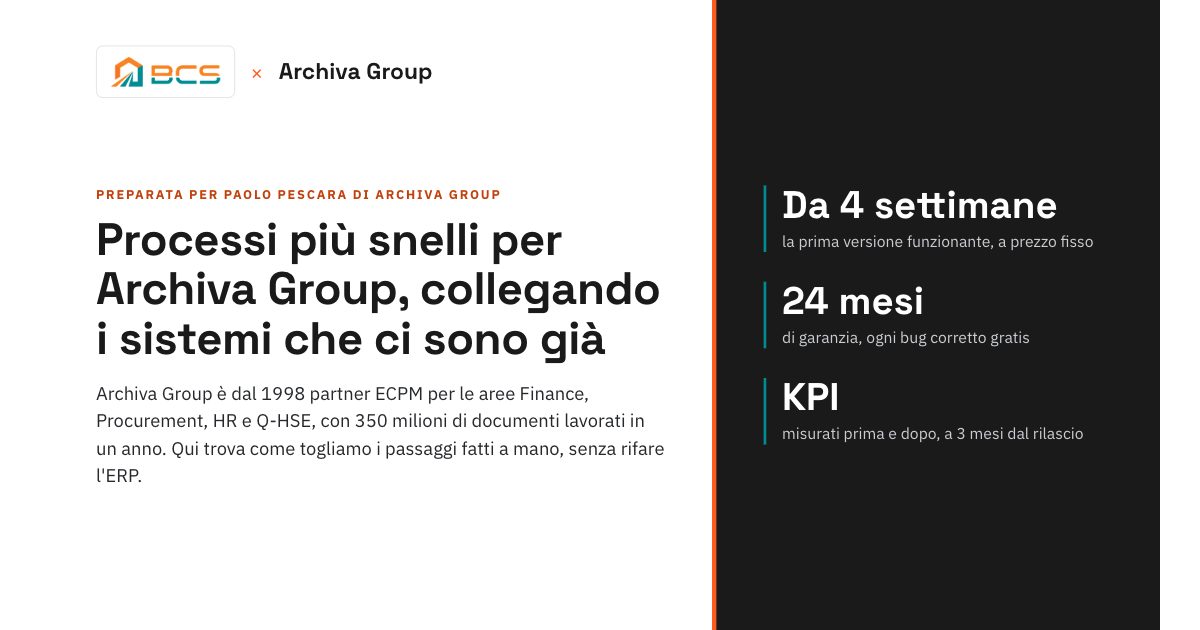 BCS × Archiva Group
PREPARATA PER PAOLO PESCARA DI ARCHIVA GROUP
Processi più snelli per
Archiva Group, collegando
i sistemi che ci sono già
Archiva Group è dal 1998 partner ECPM per le aree Finance,
Procurement, HR e Q-HSE, con 350 milioni di documenti lavorati in
un anno. Qui trova come togliamo i passaggi fatti a mano, senza rifare
l'ERP.
Da 4 settimane
la prima versione funzionante, a prezzo fisso
24 mesi
di garanzia, ogni bug corretto gratis
KPI
misurati prima e dopo, a 3 mesi dal rilascio